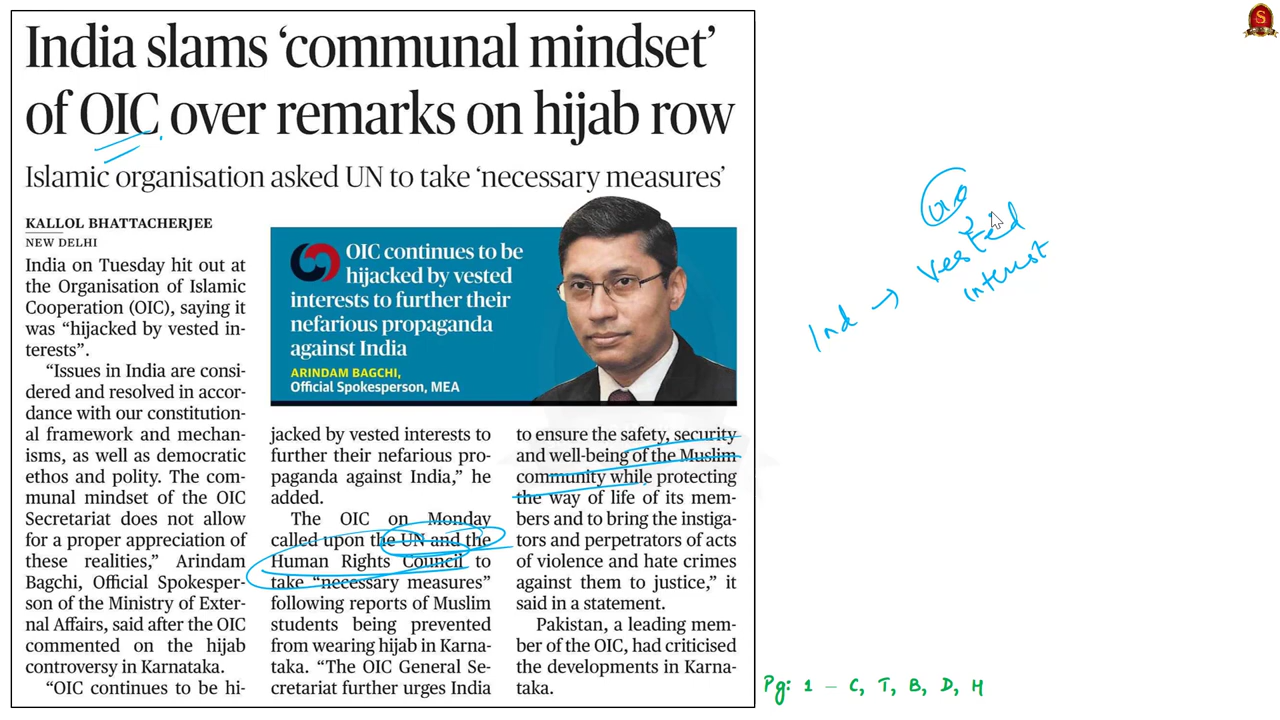 India slams ‘communal mindset’
of OIC over remarks on hijab row
Islamic organisation asked UN to take ‘necessary measures’
KALLOL BHATTACHERJEE
NEW DELHI
India on Tuesday hit out at
the Organisation of Islamic
Cooperation (OIC), saying it
was “hijacked by vested in-
terests”.
“Issues in India are consi-
dered and resolved in accor-
dance with our constitution-
al framework and mechan-
isms, as well as democratic
ethos and polity. The com-
munal mindset of the OIC
Secretariat does not allow
for a proper appreciation of
these realities,” Arindam
Bagchi, Official Spokesper-
son of the Ministry of Exter-
nal Affairs, said after the OIC
commented on the hijab
controversy in Karnataka.
“OIC continues to be hi-
OIC continues to be
hijacked by vested
interests to further their
nefarious propaganda
against India
ARINDAM BAGCHI,
Official Spokesperson, MEA
jacked by vested interests to
further their nefarious pro-
paganda against India,” he
added.
The OIC on Monday
called upon the UN and the
Human Rights Council to
take “necessary measures”
following reports of Muslim
students being prevented
from wearing hijab in Karna-
taka. “The OIC General Se-
cretariat further urges India
to ensure the safety, security
and well-being of the Muslim
community while protecting
the way of life of its mem-
bers and to bring the instiga-
tors and perpetrators of acts
of violence and hate crimes
against them to justice,” it
said in a statement.
Pakistan, a leading mem-
ber of the OIC, had criticised
the developments in Karna-
taka.
Ind → vested
interest
Pg: 1 – C, T, B, D, H
S